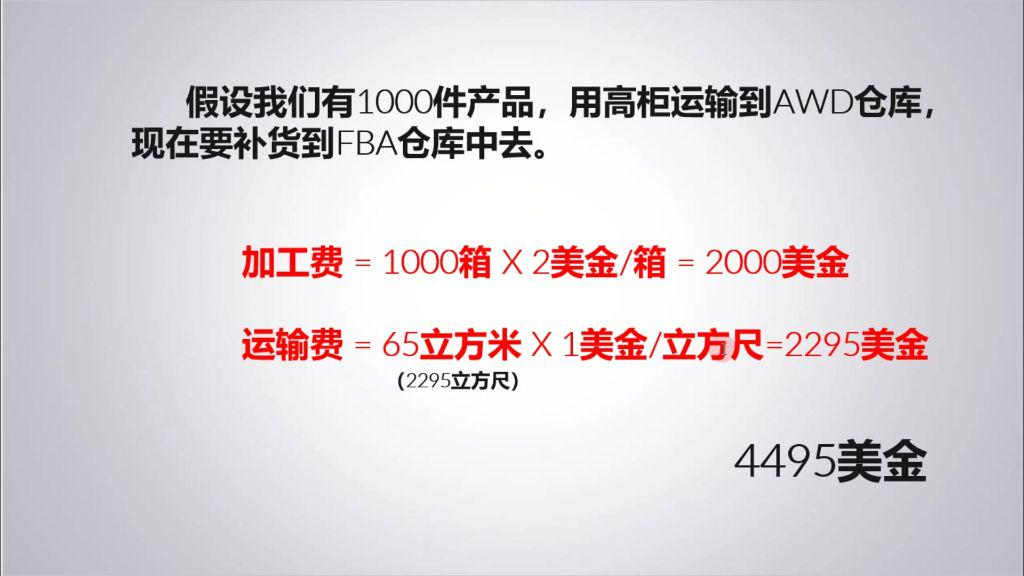 假设我们有1000件产品，用高柜运输到AWD仓库，
现在要补货到FBA仓库中去。
加工费 = 1000箱 X 2美金/箱 = 2000美金
运输费 = 65立方米 X 1美金/立方尺=2295美金
（2295立方尺）
4495美金